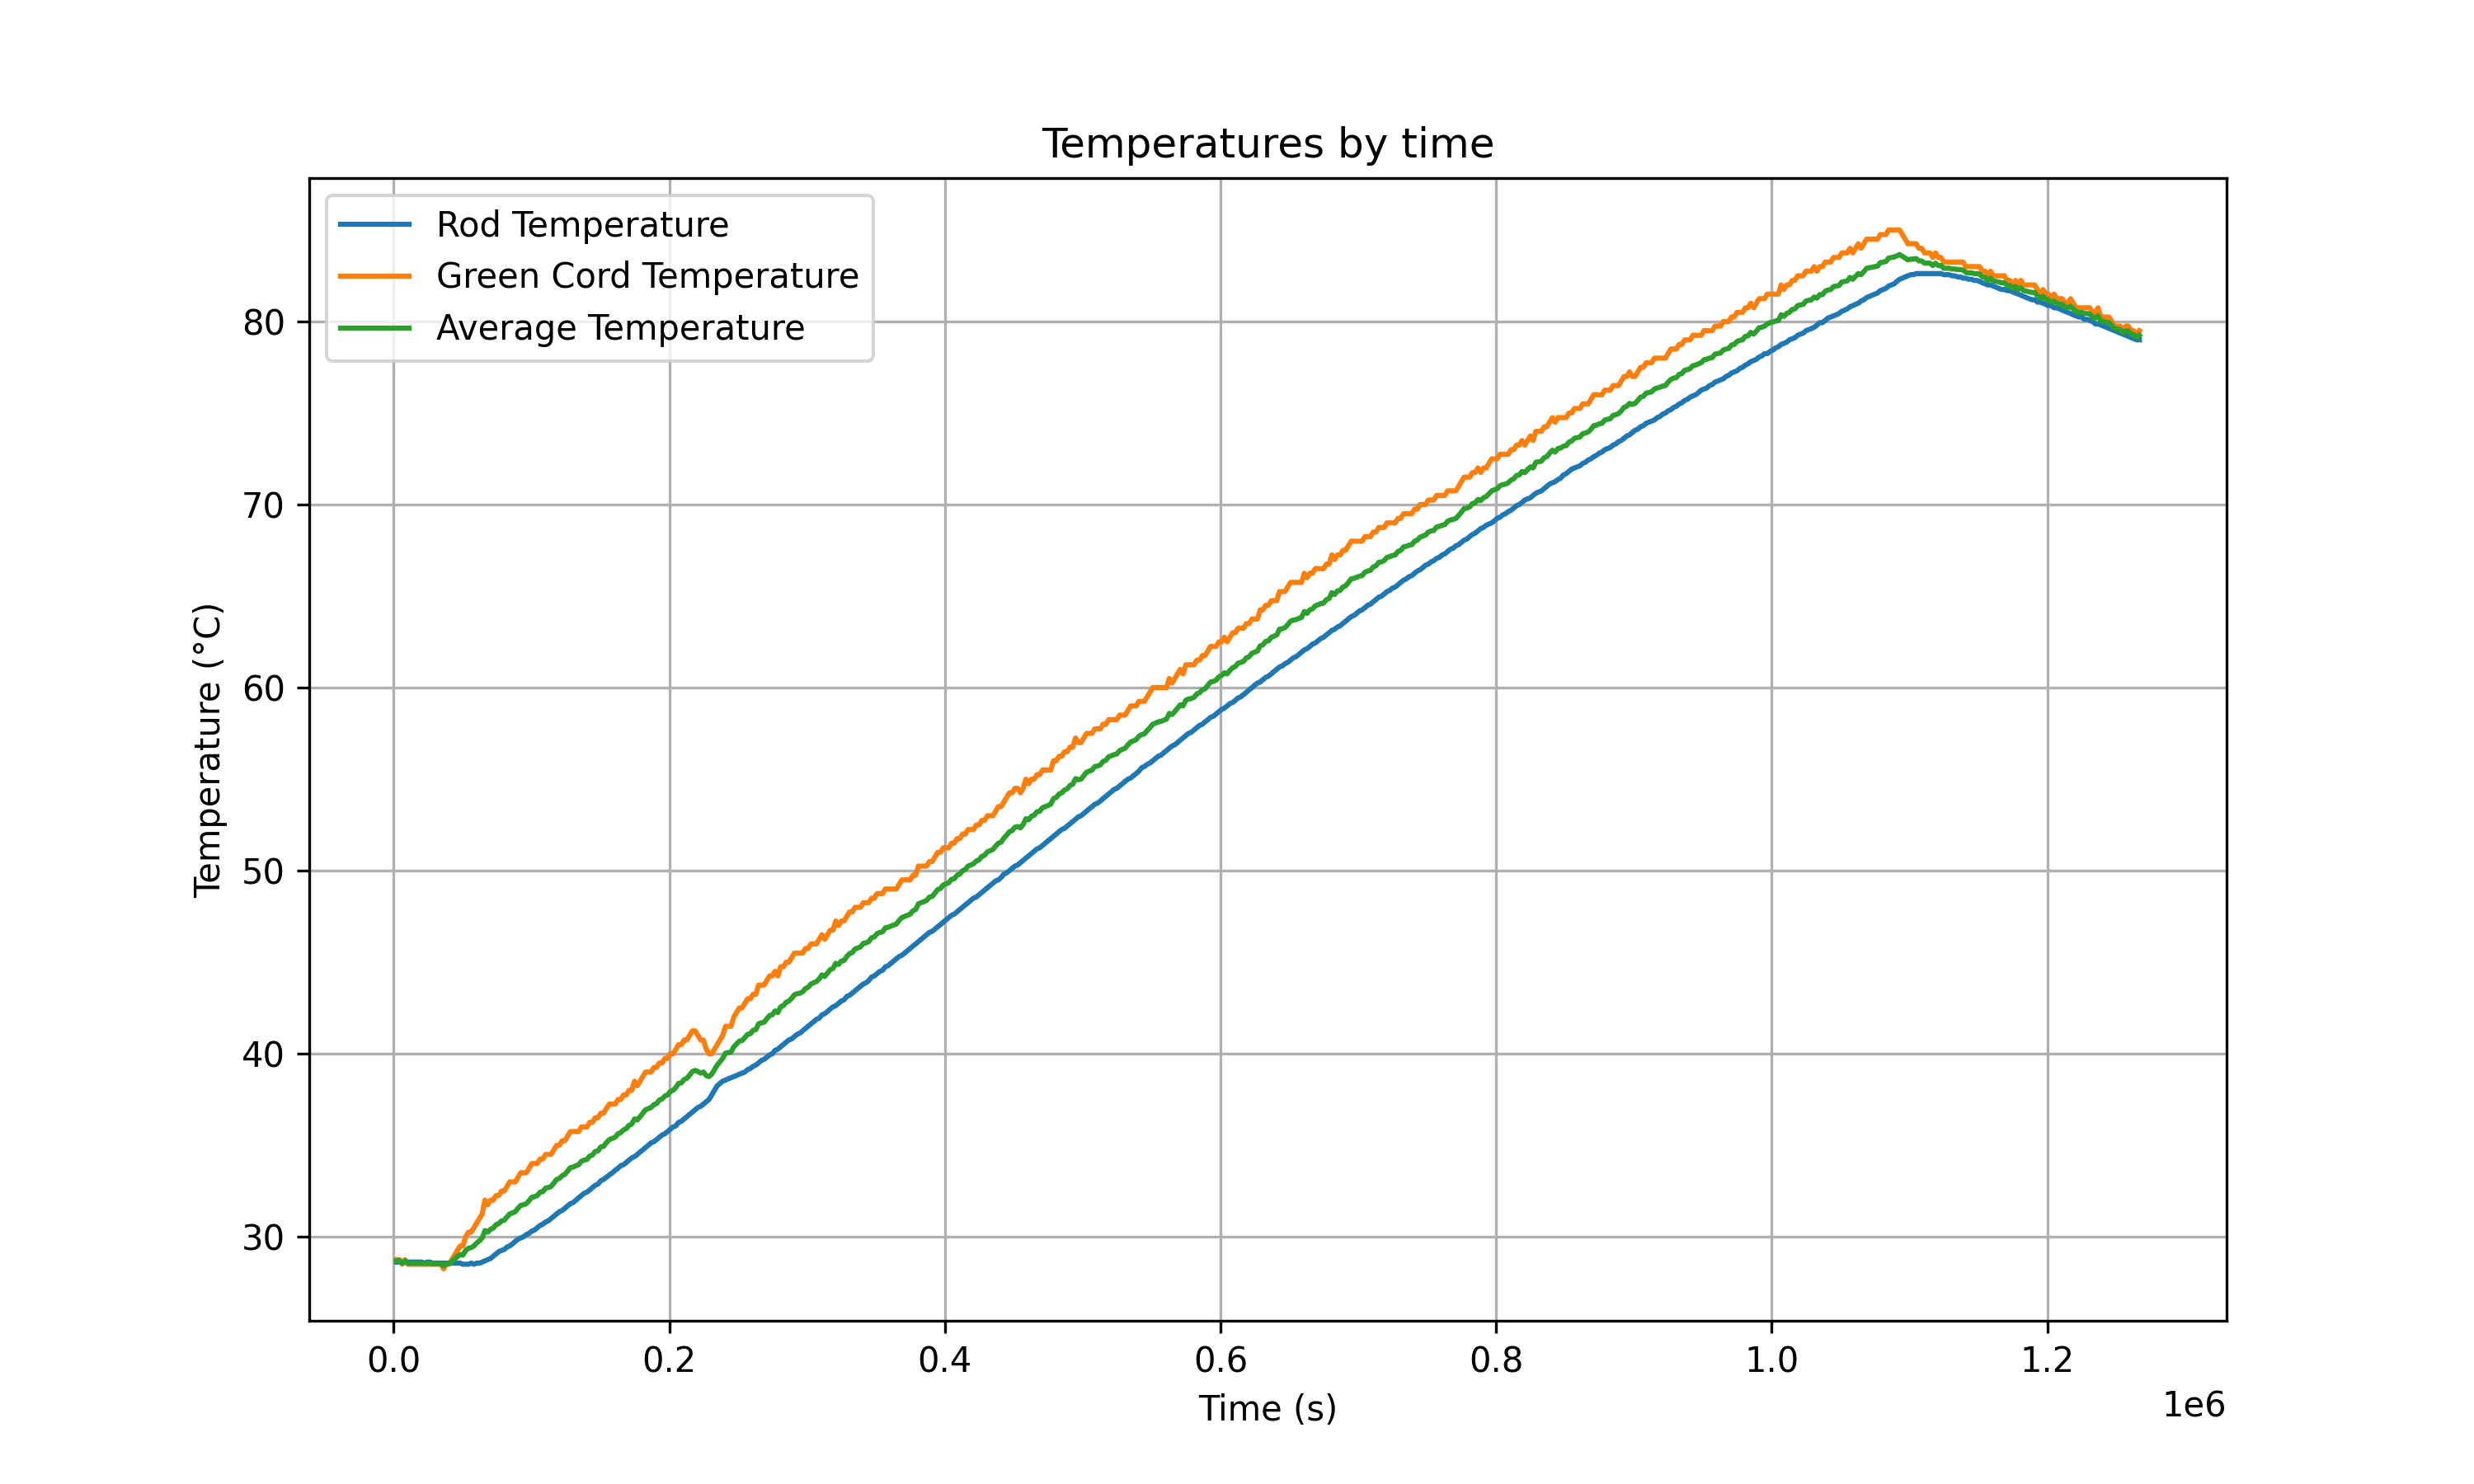 Temperatures by time
Rod Temperature
Green Cord Temperature
Average Temperature
Temperature (°C)
80
70
60
50
40
30
0.0 0.2 0.4 0.6 0.8 1.0 1.2
Time (s)
1e6